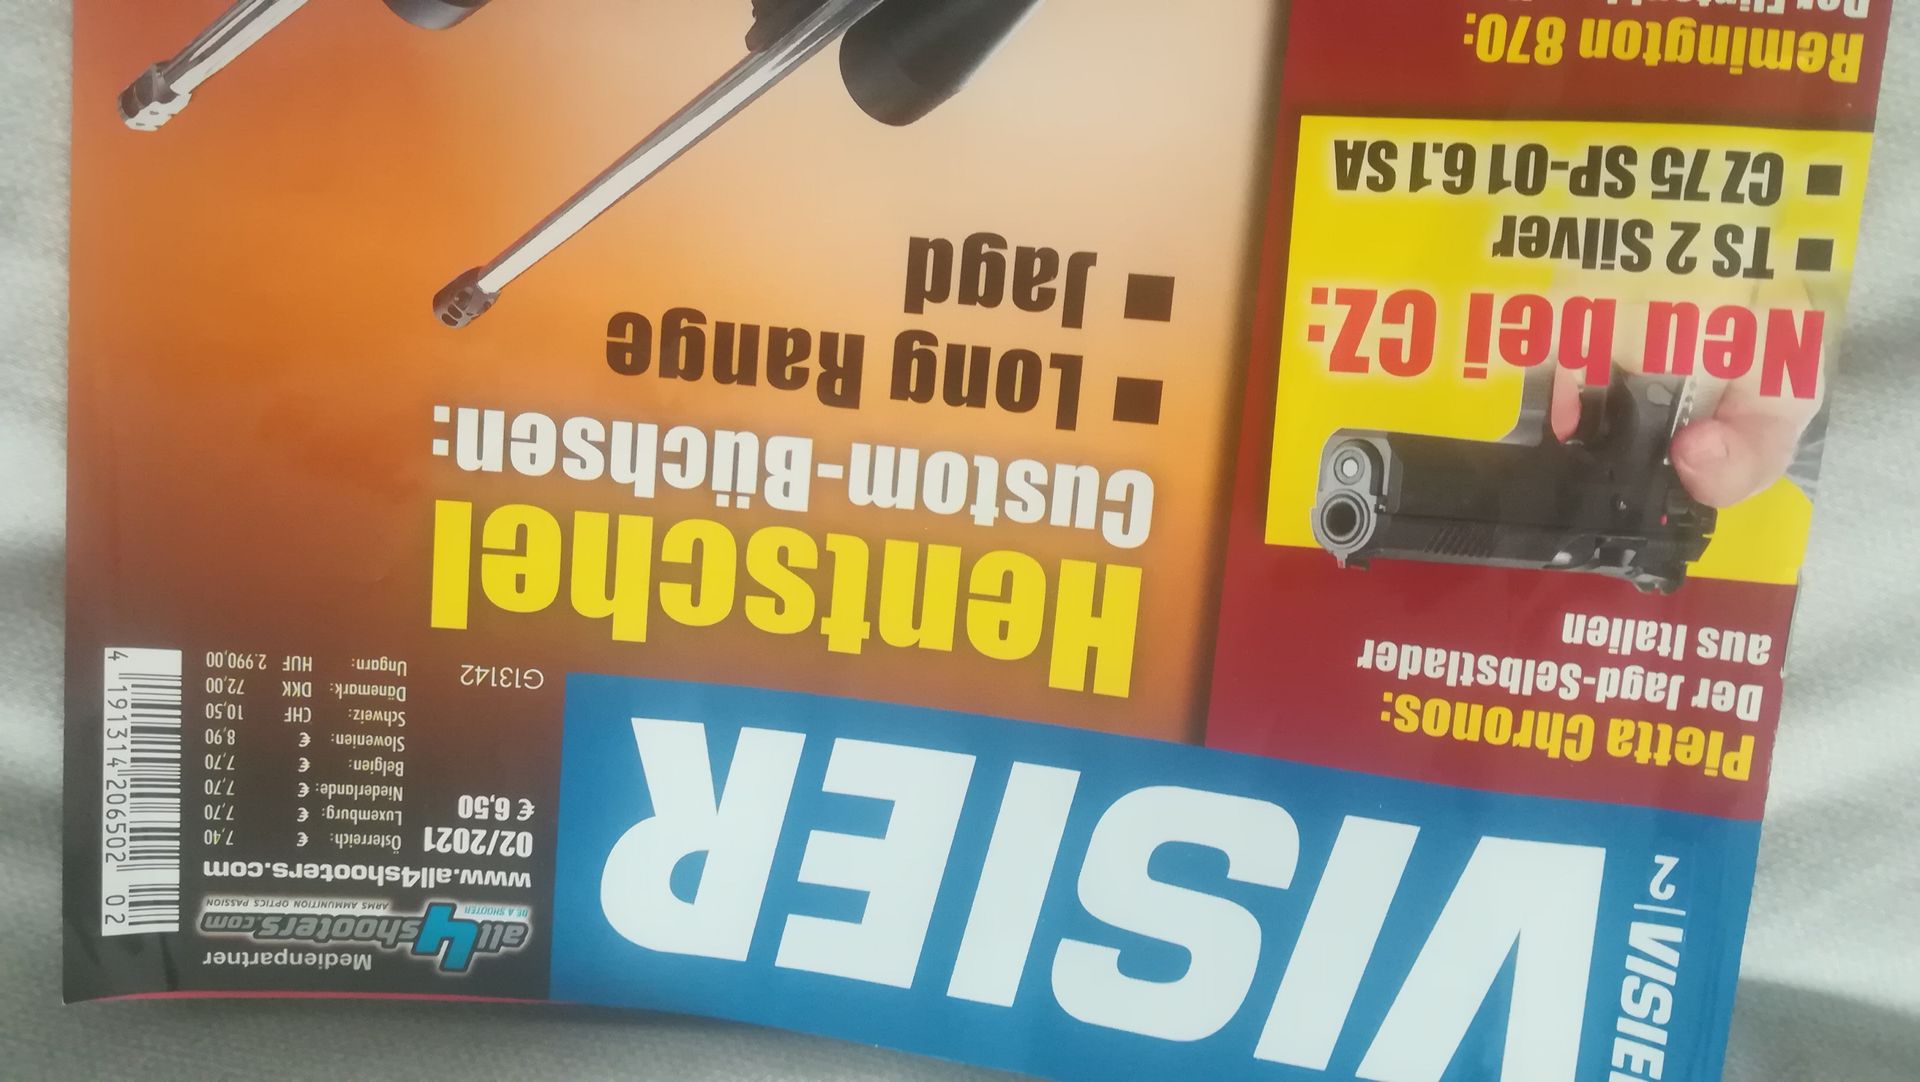 VISIER
2 | VISIER
Medienpartner
all4shooters.com
BE A SHOOTER
ARMS AMMUNITION OPTICS PASSION
www.all4shooters.com
02/2021
€ 6,50
Österreich: € 7,40
Luxemburg: € 7,70
Niederlande: € 7,70
Belgien: € 7,70
Slowenien: € 8,90
Schweiz: CHF 10,50
Dänemark: DKK 72,00
Ungarn: HUF 2.990,00
4 191314 206502 02
G13142
Pietta Chronos:
Der Jagd-Selbstlader
aus Italien
Hentschel
Custom-Büchsen:
■ Long Range
■ Jagd
Neu bei CZ:
■ TS 2 Silver
■ CZ 75 SP-01 6.1 SA
Remington 870:
Der